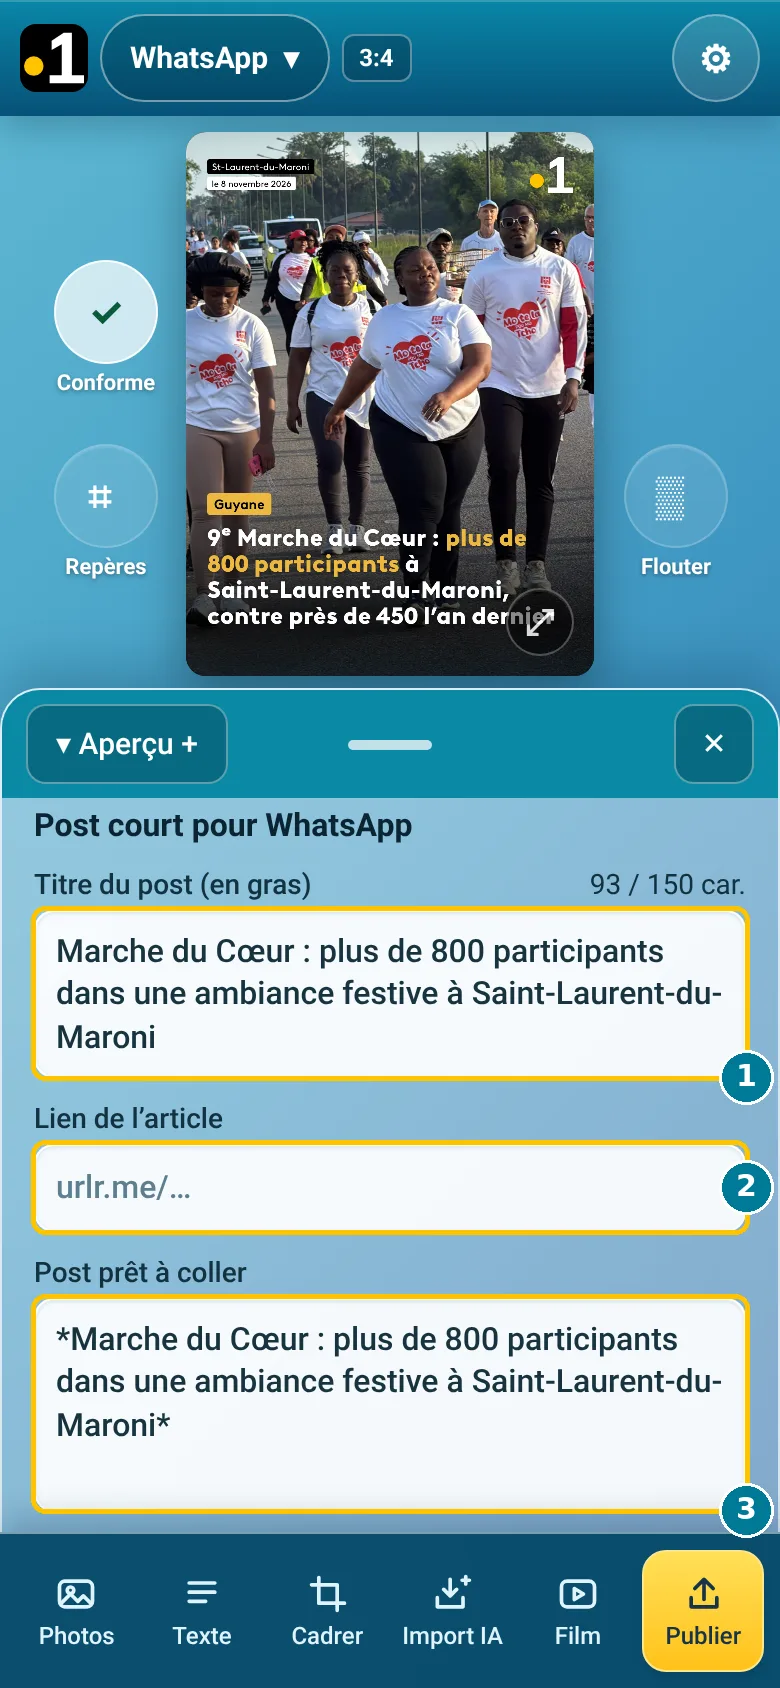 1
WhatsApp ▼
3:4
St-Laurent-du-Maroni
le 8 novembre 2026
1
Conforme
Repères
Flouter
Guyane
9e Marche du Cœur : plus de
800 participants à
Saint-Laurent-du-Maroni,
contre près de 450 l’an dernier
▾ Aperçu +
×
Post court pour WhatsApp
Titre du post (en gras)
93 / 150 car.
Marche du Cœur : plus de 800 participants
dans une ambiance festive à Saint-Laurent-du-
Maroni
1
Lien de l’article
urlr.me/…
2
Post prêt à coller
*Marche du Cœur : plus de 800 participants
dans une ambiance festive à Saint-Laurent-du-
Maroni*
3
Photos
Texte
Cadrer
Import IA
Film
Publier